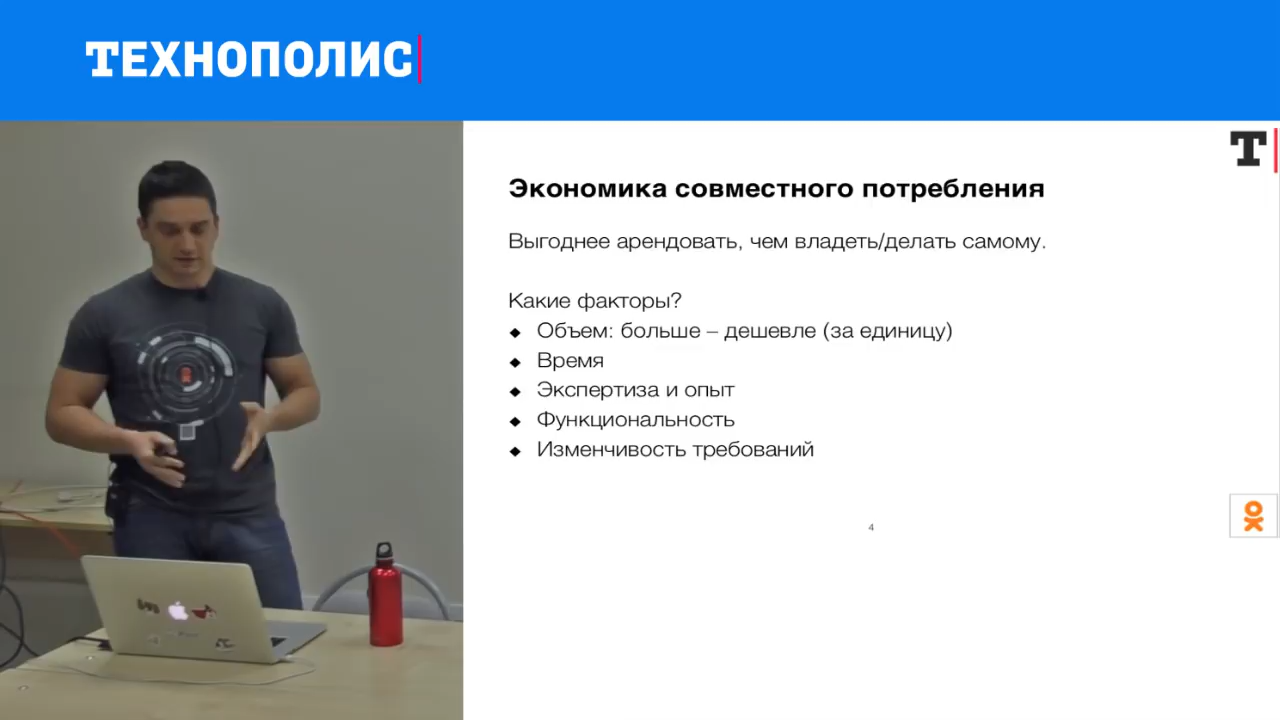 ТЕХНОПОЛИС
Т
Экономика совместного потребления
Выгоднее арендовать, чем владеть/делать самому.
Какие факторы?
Объем: больше – дешевле (за единицу)
Время
Экспертиза и опыт
Функциональность
Изменчивость требований
4